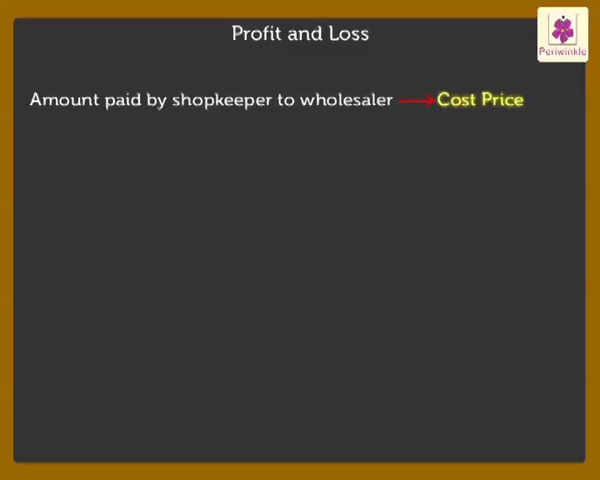 Profit and Loss
Periwinkle
Amount paid by shopkeeper to wholesaler → Cost Price